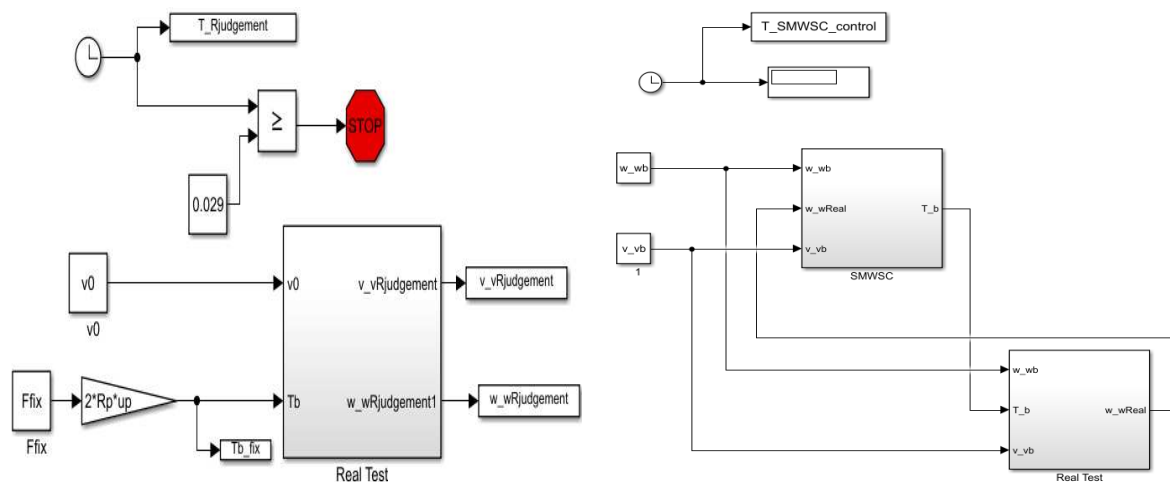 T_Rjudgement
≥
STOP
0.029
v0
v0
v0
v_vRjudgement
v_vRjudgement
Ffix
Ffix
2*Rp*up
Tb
w_wRjudgement1
w_wRjudgement
Tb_fix
Real Test
T_SMWSC_control
w_wb
v_vb
1
w_wb
w_wReal
v_vb
T_b
SMWSC
w_wb
T_b
v_vb
w_wReal
Real Test